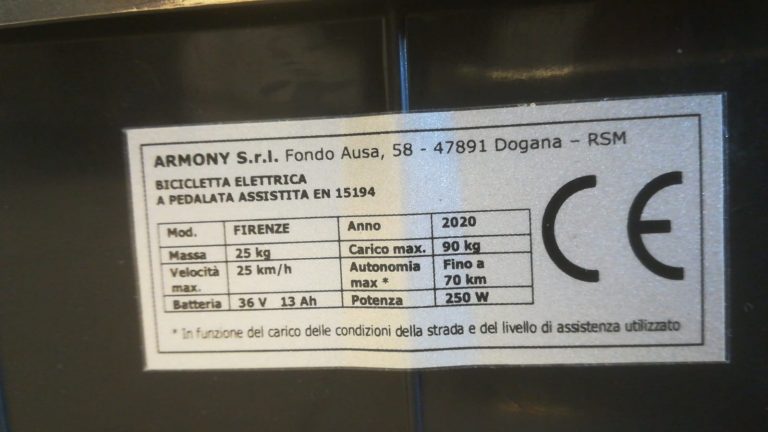 ARMONY S.r.l. Fondo Ausa, 58 - 47891 Dogana – RSM
BICICLETTA ELETTRICA
A PEDALATA ASSISTITA EN 15194
Mod. FIRENZE Anno 2020
Massa 25 kg Carico max. 90 kg
Velocità max. 25 km/h Autonomia max * Fino a 70 km
Batteria 36 V 13 Ah Potenza 250 W
* In funzione del carico delle condizioni della strada e del livello di assistenza utilizzato
CE